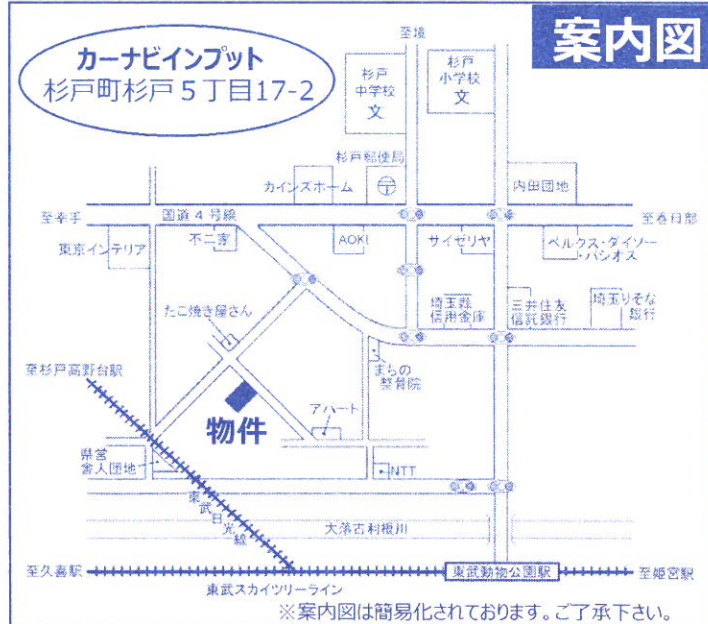 案内図
カーナビインプット
杉戸町杉戸5丁目17-2
至境
杉戸
中学校
文
杉戸
小学校
文
杉戸郵便局
カインズホーム
内田団地
至幸手
国道4号線
至春日部
東京インテリア
不二家
AOKI
サイゼリヤ
ベルクス・ダイソー
・パシオス
たこ焼き屋さん
埼玉縣
信用金庫
三井住友
信託銀行
埼玉りそな
銀行
至杉戸高野台駅
まらの
整骨院
物件
アパート
県営
舎人団地
NTT
東武日光線
大落古利根川
至久喜駅
東武動物公園駅
至姫宮駅
東武スカイツリーライン
※案内図は簡易化されております。ご了承下さい。